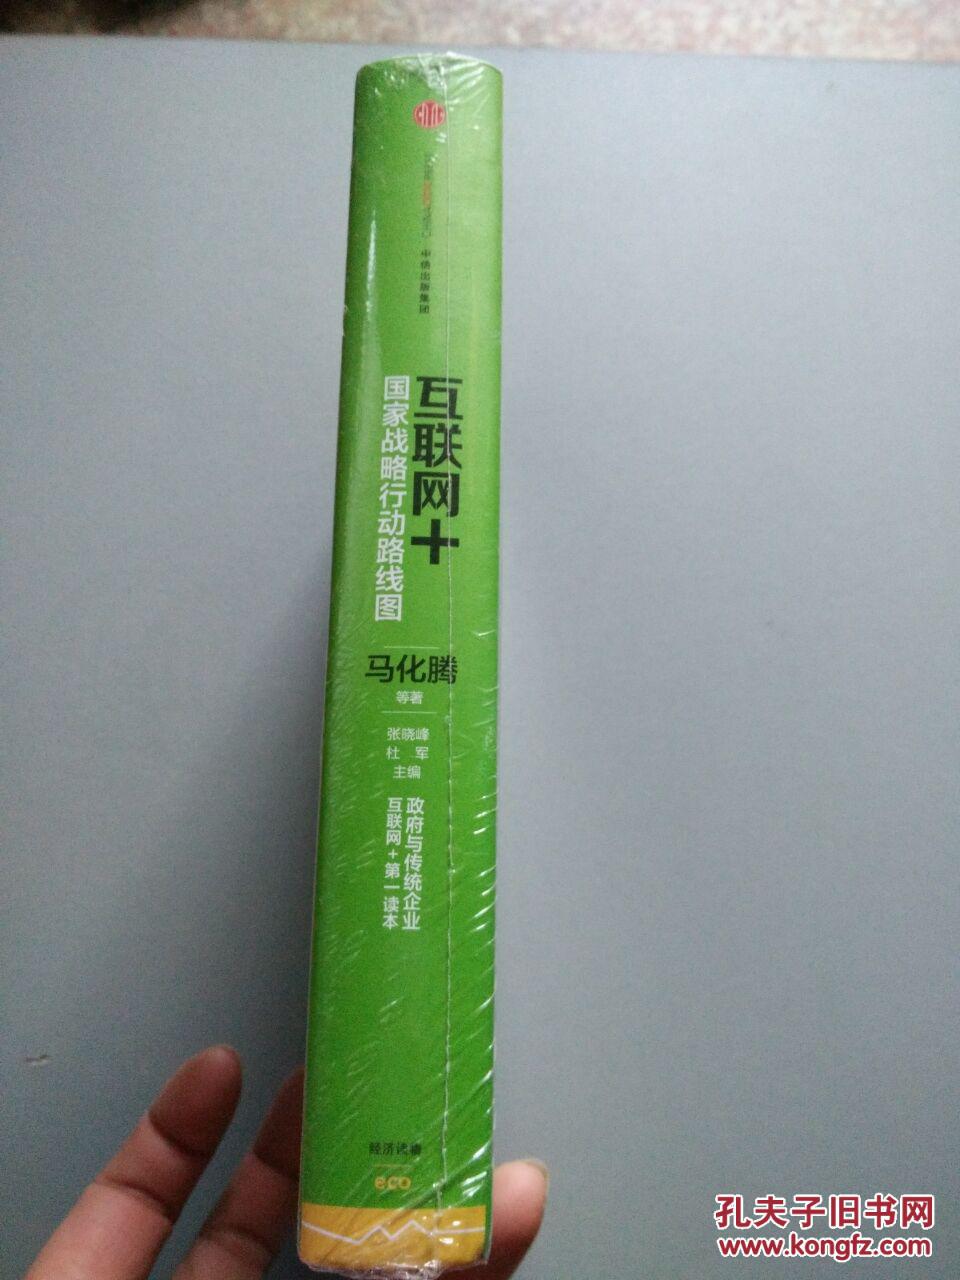 中信出版集团
互联网+
国家战略行动路线图
马化腾
等著
张晓峰
杜 军
主编
政府与传统企业
互联网+第一读本
经济读
eco
孔夫子旧书网
www.kongfz.com